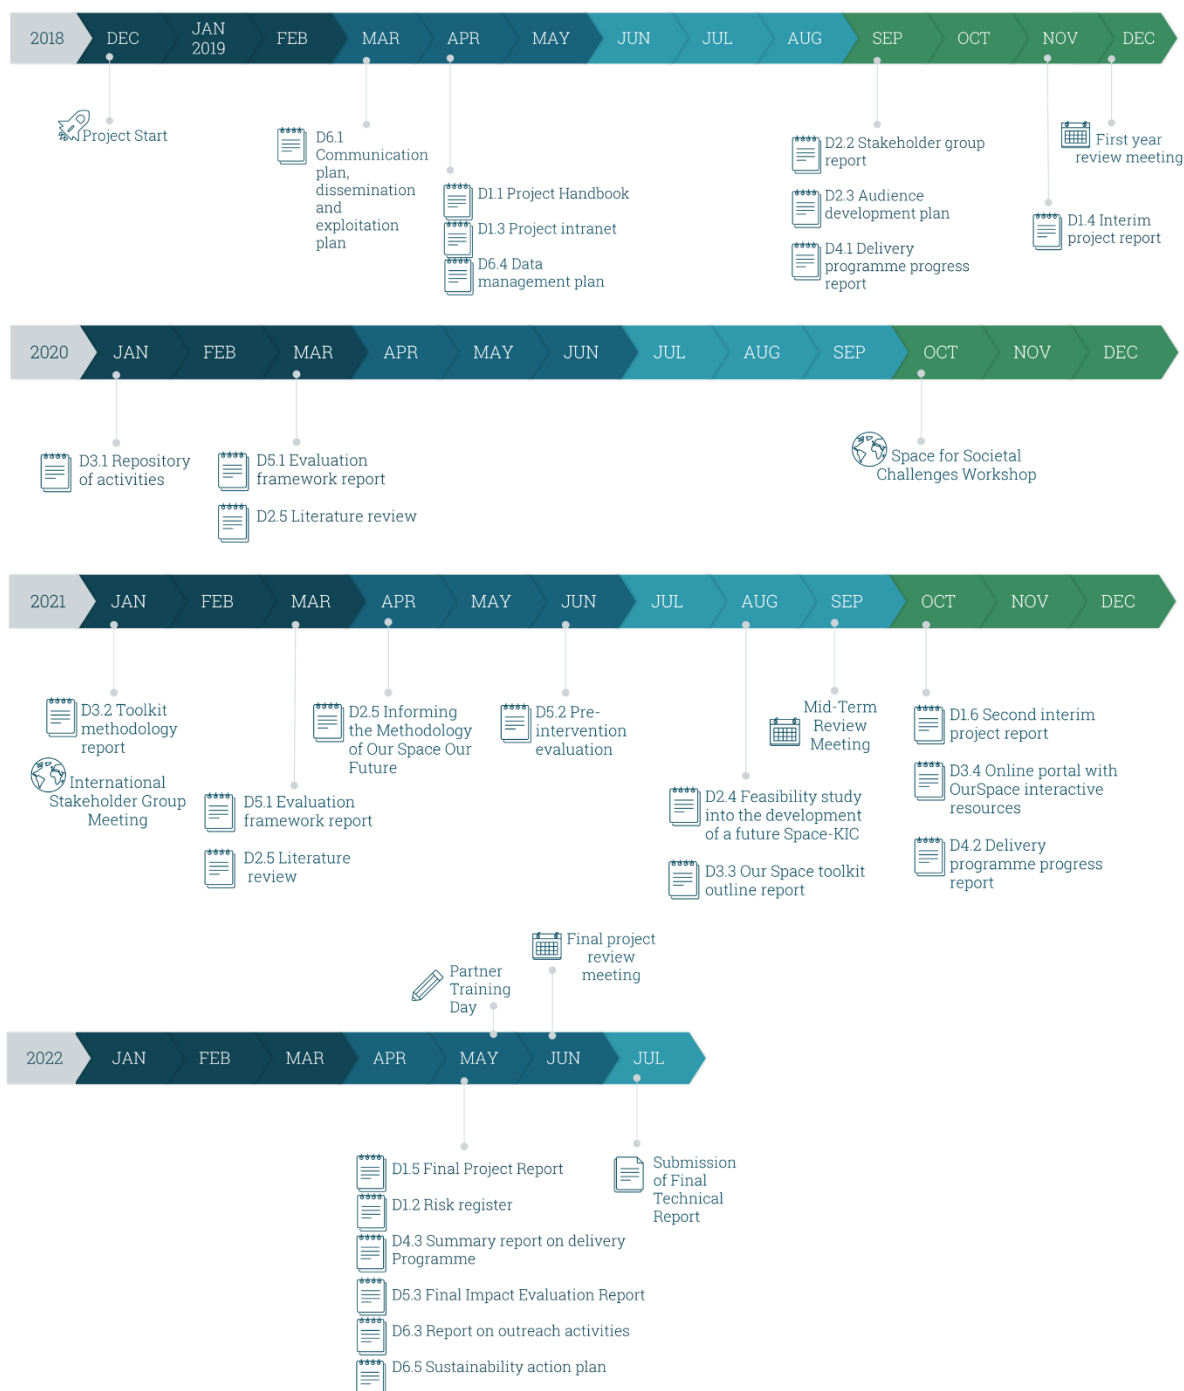 2018
DEC
JAN
2019
FEB
MAR
APR
MAY
JUN
JUL
AUG
SEP
OCT
NOV
DEC
Project Start
D6.1
Communication
plan,
dissemination
and
exploitation
plan
D1.1 Project Handbook
D1.3 Project intranet
D6.4 Data
management plan
D2.2 Stakeholder group
report
D2.3 Audience
development plan
D4.1 Delivery
programme progress
report
D1.4 Interim
project report
First year
review meeting
2020
JAN
FEB
MAR
APR
MAY
JUN
JUL
AUG
SEP
OCT
NOV
DEC
D3.1 Repository
of activities
D5.1 Evaluation
framework report
D2.5 Literature review
Space for Societal
Challenges Workshop
2021
JAN
FEB
MAR
APR
MAY
JUN
JUL
AUG
SEP
OCT
NOV
DEC
D3.2 Toolkit
methodology
report
International
Stakeholder Group
Meeting
D5.1 Evaluation
framework report
D2.5 Literature
review
D2.5 Informing
the Methodology
of Our Space Our
Future
D5.2 Pre-
intervention
evaluation
D2.4 Feasibility study
into the development
of a future Space-KIC
D3.3 Our Space toolkit
outline report
Mid-Term
Review
Meeting
D1.6 Second interim
project report
D3.4 Online portal with
OurSpace interactive
resources
D4.2 Delivery
programme progress
report
Partner
Training
Day
Final project
review
meeting
2022
JAN
FEB
MAR
APR
MAY
JUN
JUL
D1.5 Final Project Report
D1.2 Risk register
D4.3 Summary report on delivery
Programme
D5.3 Final Impact Evaluation Report
D6.3 Report on outreach activities
D6.5 Sustainability action plan
Submission
of Final
Technical
Report